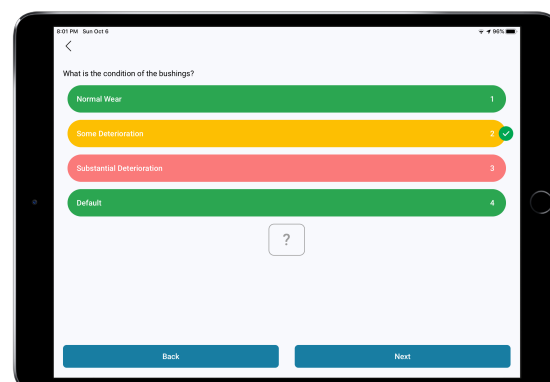 8:01 PM Sun Oct 6
96%
What is the condition of the bushings?
Normal Wear 1
Some Deterioration 2
Substantial Deterioration 3
Default 4
?
Back Next